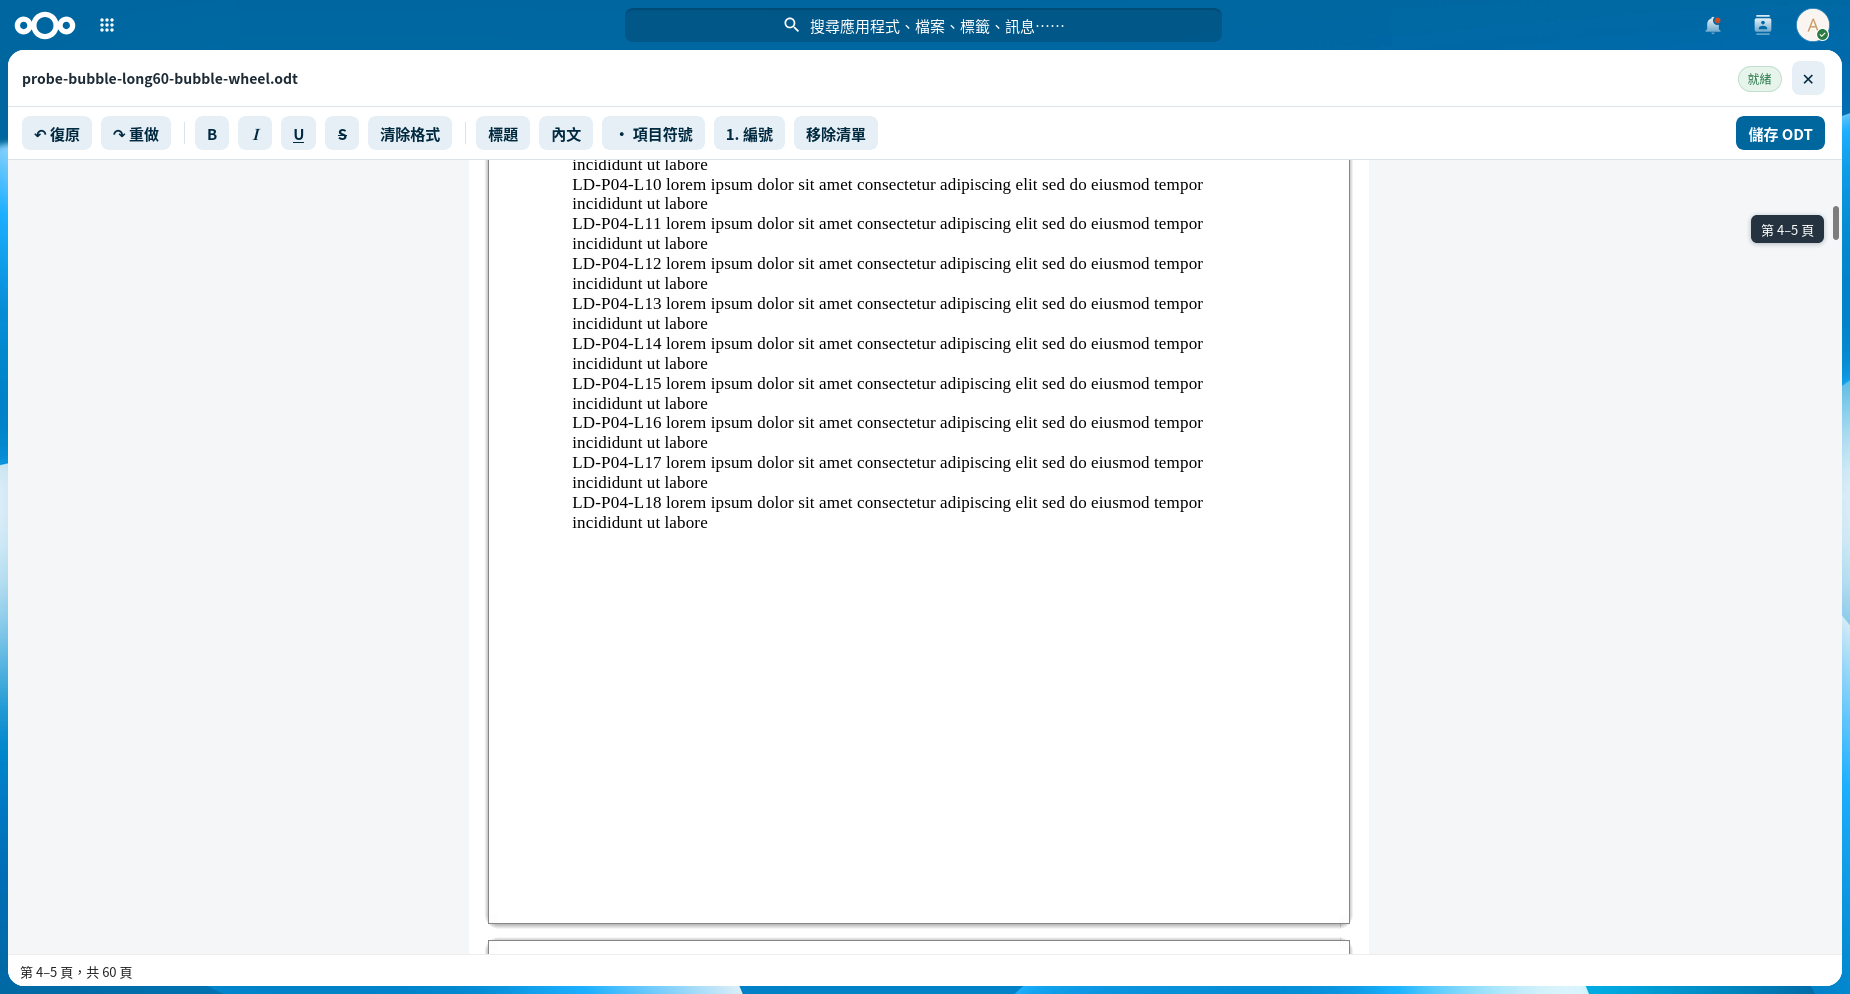 搜尋應用程式、檔案、標籤、訊息……
A
probe-bubble-long60-bubble-wheel.odt
就緒
×
↶ 復原
↷ 重做
B
I
U
S
清除格式
標題
內文
• 項目符號
1. 編號
移除清單
儲存 ODT
incididunt ut labore
LD-P04-L10 lorem ipsum dolor sit amet consectetur adipiscing elit sed do eiusmod tempor
incididunt ut labore
LD-P04-L11 lorem ipsum dolor sit amet consectetur adipiscing elit sed do eiusmod tempor
incididunt ut labore
LD-P04-L12 lorem ipsum dolor sit amet consectetur adipiscing elit sed do eiusmod tempor
incididunt ut labore
LD-P04-L13 lorem ipsum dolor sit amet consectetur adipiscing elit sed do eiusmod tempor
incididunt ut labore
LD-P04-L14 lorem ipsum dolor sit amet consectetur adipiscing elit sed do eiusmod tempor
incididunt ut labore
LD-P04-L15 lorem ipsum dolor sit amet consectetur adipiscing elit sed do eiusmod tempor
incididunt ut labore
LD-P04-L16 lorem ipsum dolor sit amet consectetur adipiscing elit sed do eiusmod tempor
incididunt ut labore
LD-P04-L17 lorem ipsum dolor sit amet consectetur adipiscing elit sed do eiusmod tempor
incididunt ut labore
LD-P04-L18 lorem ipsum dolor sit amet consectetur adipiscing elit sed do eiusmod tempor
incididunt ut labore
第 4–5 頁
第 4–5 頁，共 60 頁